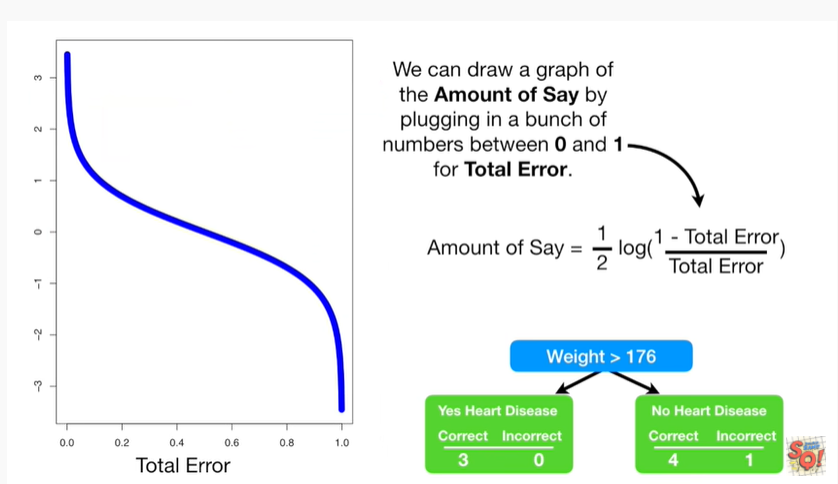 We can draw a graph of
the Amount of Say by
plugging in a bunch of
numbers between 0 and 1
for Total Error.
3
2
1
0
-1
-2
-3
0.0 0.2 0.4 0.6 0.8 1.0
Total Error
Amount of Say = 1/2 log(1 - Total Error / Total Error)
Weight > 176
Yes Heart Disease
Correct Incorrect
3 0
No Heart Disease
Correct Incorrect
4 1
SQ!